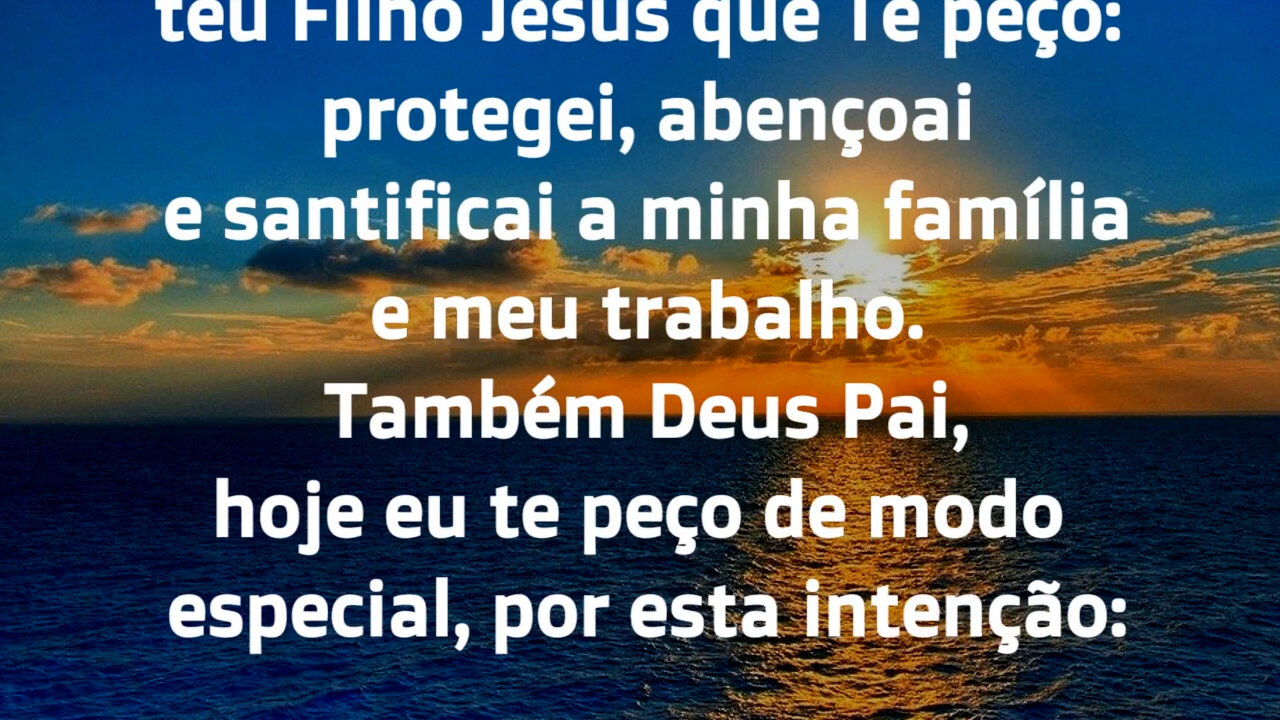 teu Filho Jesus que Te peço:
protegei, abençoai
e santificai a minha família
e meu trabalho.
Também Deus Pai,
hoje eu te peço de modo
especial, por esta intenção: